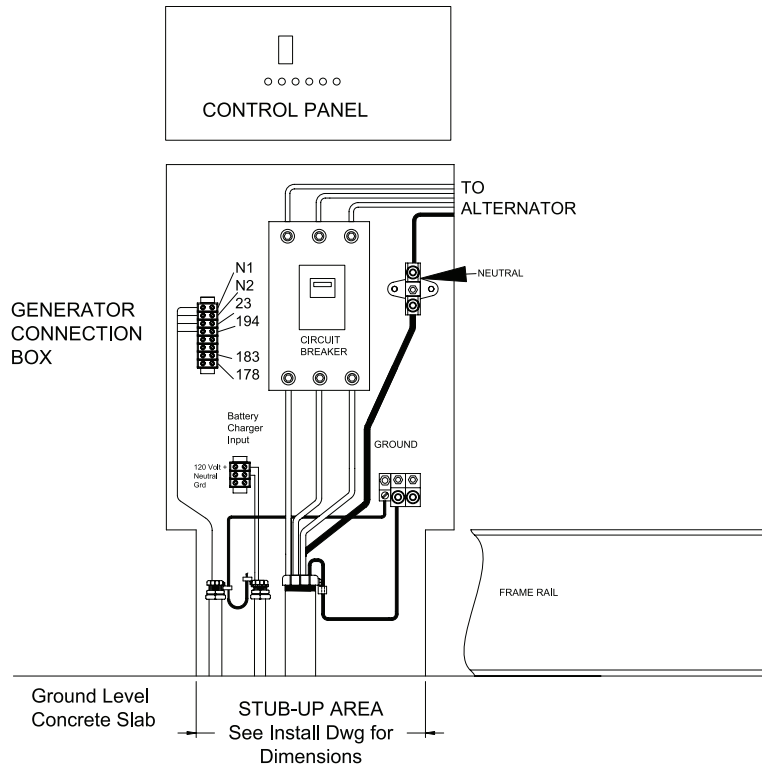 CONTROL PANEL
TO
ALTERNATOR
NEUTRAL
GENERATOR
CONNECTION
BOX
N1
N2
23
194
183
178
CIRCUIT
BREAKER
Battery
Charger
Input
120 Volt +
Neutral
Grd
GROUND
FRAME RAIL
Ground Level
Concrete Slab
STUB-UP AREA
See Install Dwg for
Dimensions